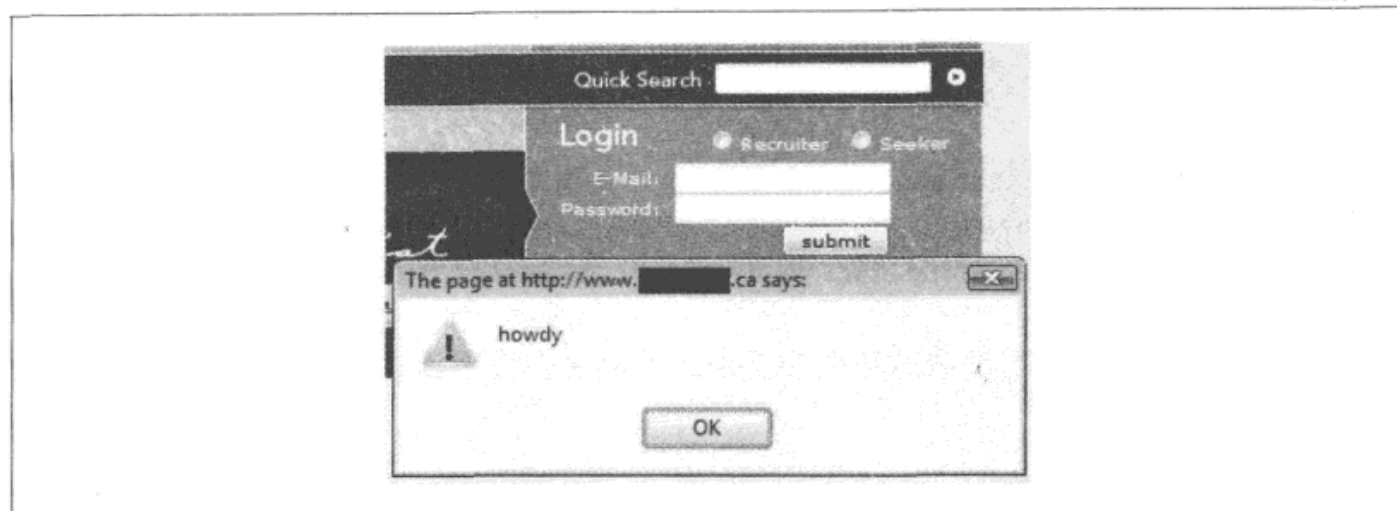 Quick Search
Login Recruiter Seeker
E-Mail:
Password:
submit
The page at http://www. .ca says:
howdy
OK